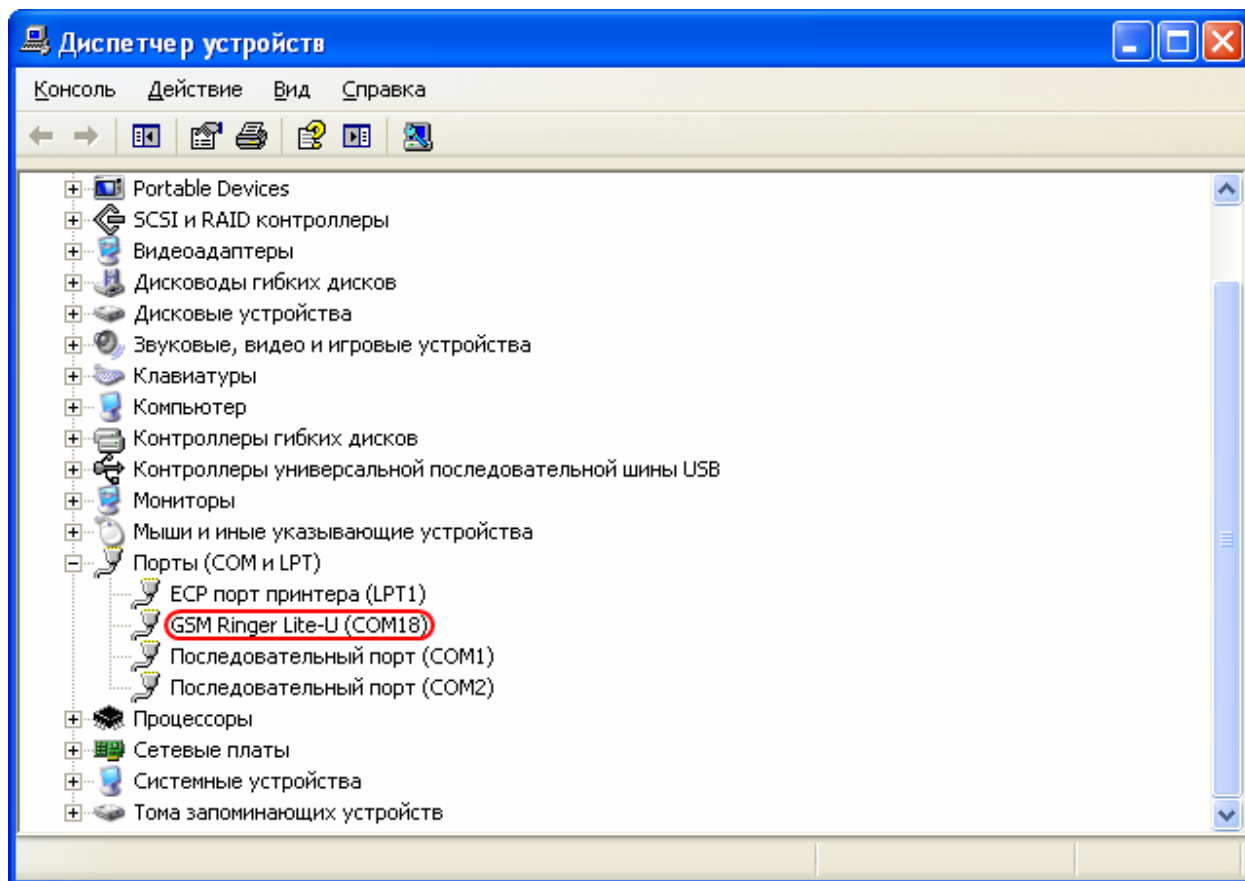 Диспетчер устройств
Консоль Действие Вид Справка
Portable Devices
SCSI и RAID контроллеры
Видеоадаптеры
Дисководы гибких дисков
Дисковые устройства
Звуковые, видео и игровые устройства
Клавиатуры
Компьютер
Контроллеры гибких дисков
Контроллеры универсальной последовательной шины USB
Мониторы
Мыши и иные указывающие устройства
Порты (COM и LPT)
ECP порт принтера (LPT1)
GSM Ringer Lite-U (COM18)
Последовательный порт (COM1)
Последовательный порт (COM2)
Процессоры
Сетевые платы
Системные устройства
Тома запоминающих устройств